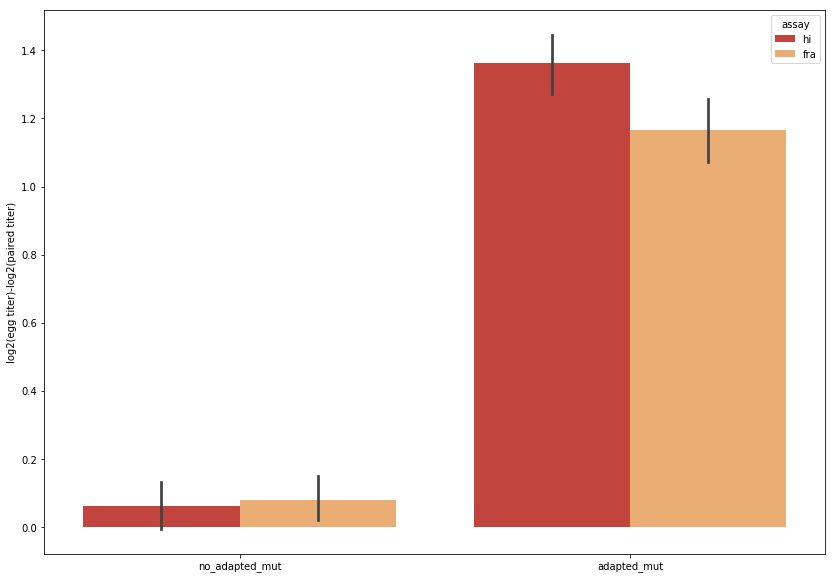 assay
hi
fra
1.4
1.2
1.0
0.8
0.6
0.4
0.2
0.0
log2(egg titer)-log2(paired titer)
no_adapted_mut
adapted_mut